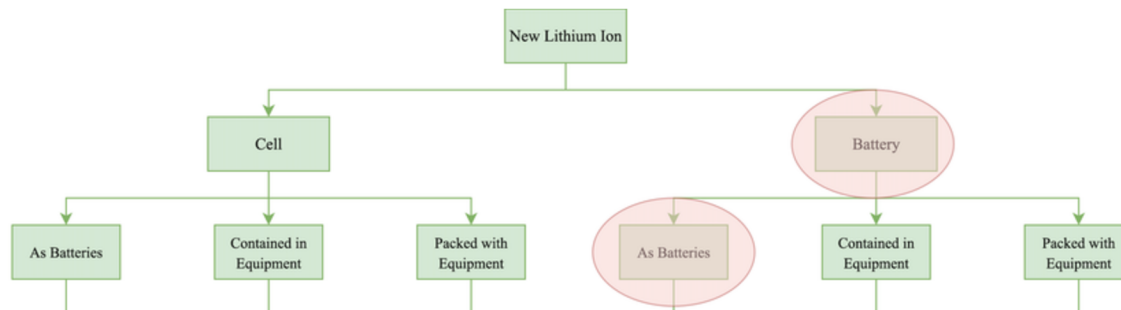 New Lithium Ion
Cell
Battery
As Batteries
Contained in
Equipment
Packed with
Equipment
As Batteries
Contained in
Equipment
Packed with
Equipment